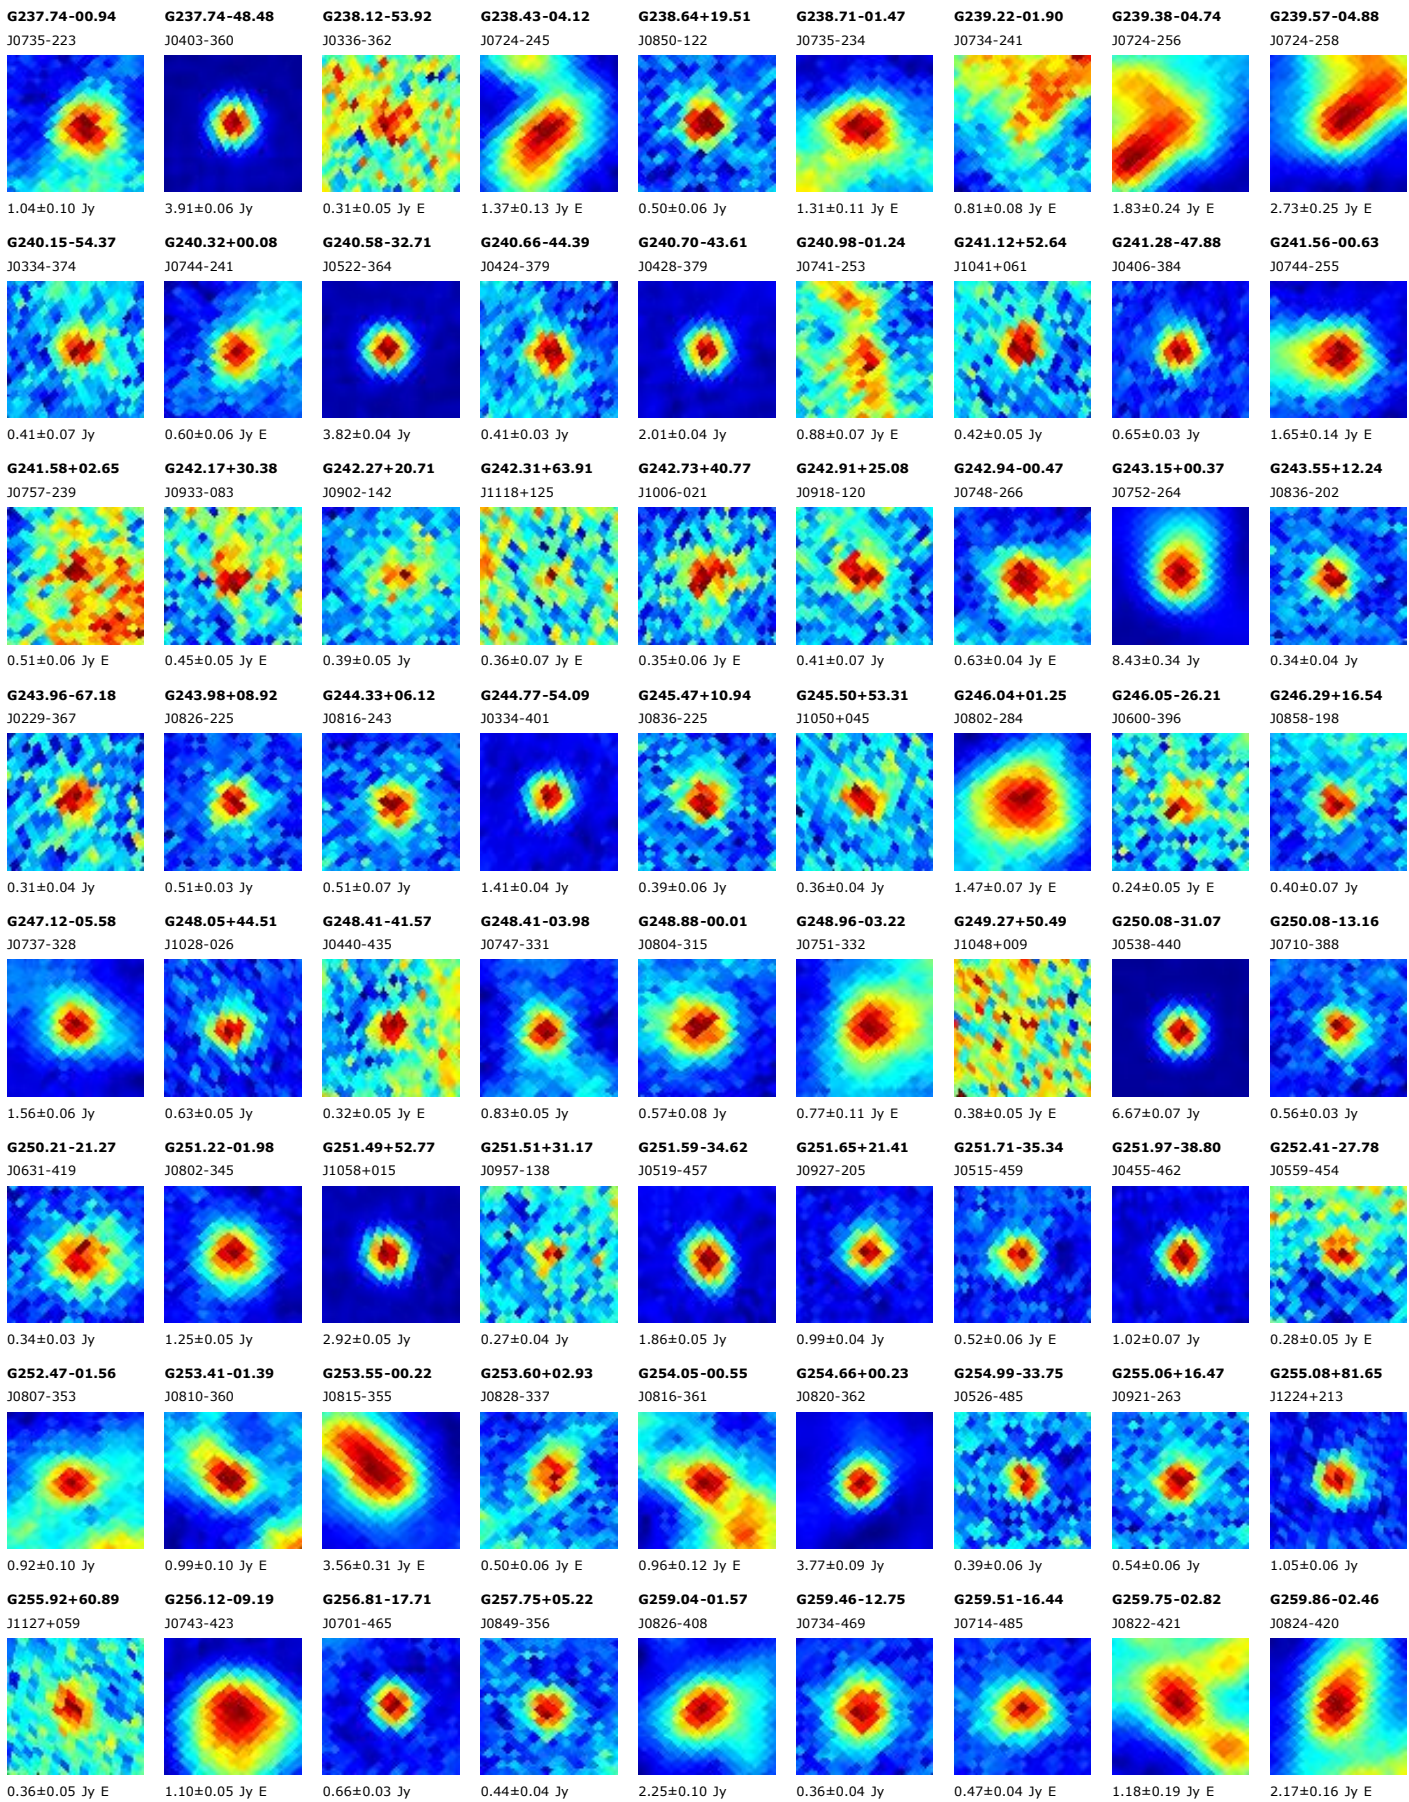 G237.74-00.94 G237.74-48.48 G238.12-53.92 G238.43-04.12 G238.64+19.51 G238.71-01.47 G239.22-01.90 G239.38-04.74 G239.57-04.88
J0735-223 J0403-360 J0336-362 J0724-245 J0850-122 J0735-234 J0734-241 J0724-256 J0724-258
1.04±0.10 Jy 3.91±0.06 Jy 0.31±0.05 Jy E 1.37±0.13 Jy E 0.50±0.06 Jy 1.31±0.11 Jy E 0.81±0.08 Jy E 1.83±0.24 Jy E 2.73±0.25 Jy E
G240.15-54.37 G240.32+00.08 G240.58-32.71 G240.66-44.39 G240.70-43.61 G240.98-01.24 G241.12+52.64 G241.28-47.88 G241.56-00.63
J0334-374 J0744-241 J0522-364 J0424-379 J0428-379 J0741-253 J1041+061 J0406-384 J0744-255
0.41±0.07 Jy 0.60±0.06 Jy E 3.82±0.04 Jy 0.41±0.03 Jy 2.01±0.04 Jy 0.88±0.07 Jy E 0.42±0.05 Jy 0.65±0.03 Jy 1.65±0.14 Jy E
G241.58+02.65 G242.17+30.38 G242.27+20.71 G242.31+63.91 G242.73+40.77 G242.91+25.08 G242.94-00.47 G243.15+00.37 G243.55+12.24
J0757-239 J0933-083 J0902-142 J1118+125 J1006-021 J0918-120 J0748-266 J0752-264 J0836-202
0.51±0.06 Jy E 0.45±0.05 Jy E 0.39±0.05 Jy 0.36±0.07 Jy E 0.35±0.06 Jy E 0.41±0.07 Jy 0.63±0.04 Jy E 8.43±0.34 Jy 0.34±0.04 Jy
G243.96-67.18 G243.98+08.92 G244.33+06.12 G244.77-54.09 G245.47+10.94 G245.50+53.31 G246.04+01.25 G246.05-26.21 G246.29+16.54
J0229-367 J0826-225 J0816-243 J0334-401 J0836-225 J1050+045 J0802-284 J0600-396 J0858-198
0.31±0.04 Jy 0.51±0.03 Jy 0.51±0.07 Jy 1.41±0.04 Jy 0.39±0.06 Jy 0.36±0.04 Jy 1.47±0.07 Jy E 0.24±0.05 Jy E 0.40±0.07 Jy
G247.12-05.58 G248.05+44.51 G248.41-41.57 G248.41-03.98 G248.88-00.01 G248.96-03.22 G249.27+50.49 G250.08-31.07 G250.08-13.16
J0737-328 J1028-026 J0440-435 J0747-331 J0804-315 J0751-332 J1048+009 J0538-440 J0710-388
1.56±0.06 Jy 0.63±0.05 Jy 0.32±0.05 Jy E 0.83±0.05 Jy 0.57±0.08 Jy 0.77±0.11 Jy E 0.38±0.05 Jy E 6.67±0.07 Jy 0.56±0.03 Jy
G250.21-21.27 G251.22-01.98 G251.49+52.77 G251.51+31.17 G251.59-34.62 G251.65+21.41 G251.71-35.34 G251.97-38.80 G252.41-27.78
J0631-419 J0802-345 J1058+015 J0957-138 J0519-457 J0927-205 J0515-459 J0455-462 J0559-454
0.34±0.03 Jy 1.25±0.05 Jy 2.92±0.05 Jy 0.27±0.04 Jy 1.86±0.05 Jy 0.99±0.04 Jy 0.52±0.06 Jy E 1.02±0.07 Jy 0.28±0.05 Jy E
G252.47-01.56 G253.41-01.39 G253.55-00.22 G253.60+02.93 G254.05-00.55 G254.66+00.23 G254.99-33.75 G255.06+16.47 G255.08+81.65
J0807-353 J0810-360 J0815-355 J0828-337 J0816-361 J0820-362 J0526-485 J0921-263 J1224+213
0.92±0.10 Jy 0.99±0.10 Jy E 3.56±0.31 Jy E 0.50±0.06 Jy E 0.96±0.12 Jy E 3.77±0.09 Jy 0.39±0.06 Jy 0.54±0.06 Jy 1.05±0.06 Jy
G255.92+60.89 G256.12-09.19 G256.81-17.71 G257.75+05.22 G259.04-01.57 G259.46-12.75 G259.51-16.44 G259.75-02.82 G259.86-02.46
J1127+059 J0743-423 J0701-465 J0849-356 J0826-408 J0734-469 J0714-485 J0822-421 J0824-420
0.36±0.05 Jy E 1.10±0.05 Jy E 0.66±0.03 Jy 0.44±0.04 Jy 2.25±0.10 Jy 0.36±0.04 Jy 0.47±0.04 Jy E 1.18±0.19 Jy E 2.17±0.16 Jy E